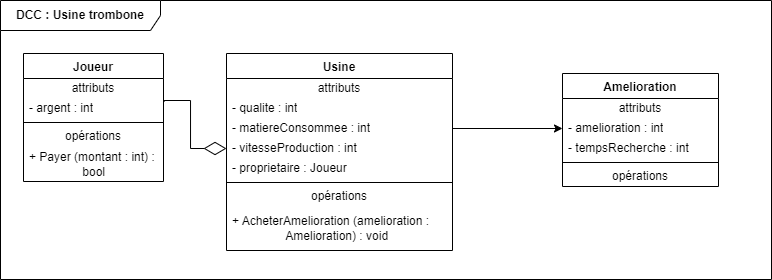 DCC : Usine trombone
Joueur
attributs
- argent : int
opérations
+ Payer (montant : int) :
bool
Usine
attributs
- qualite : int
- matiereConsommee : int
- vitesseProduction : int
- proprietaire : Joueur
opérations
+ AcheterAmelioration (amelioration :
Amelioration) : void
Amelioration
attributs
- amelioration : int
- tempsRecherche : int
opérations